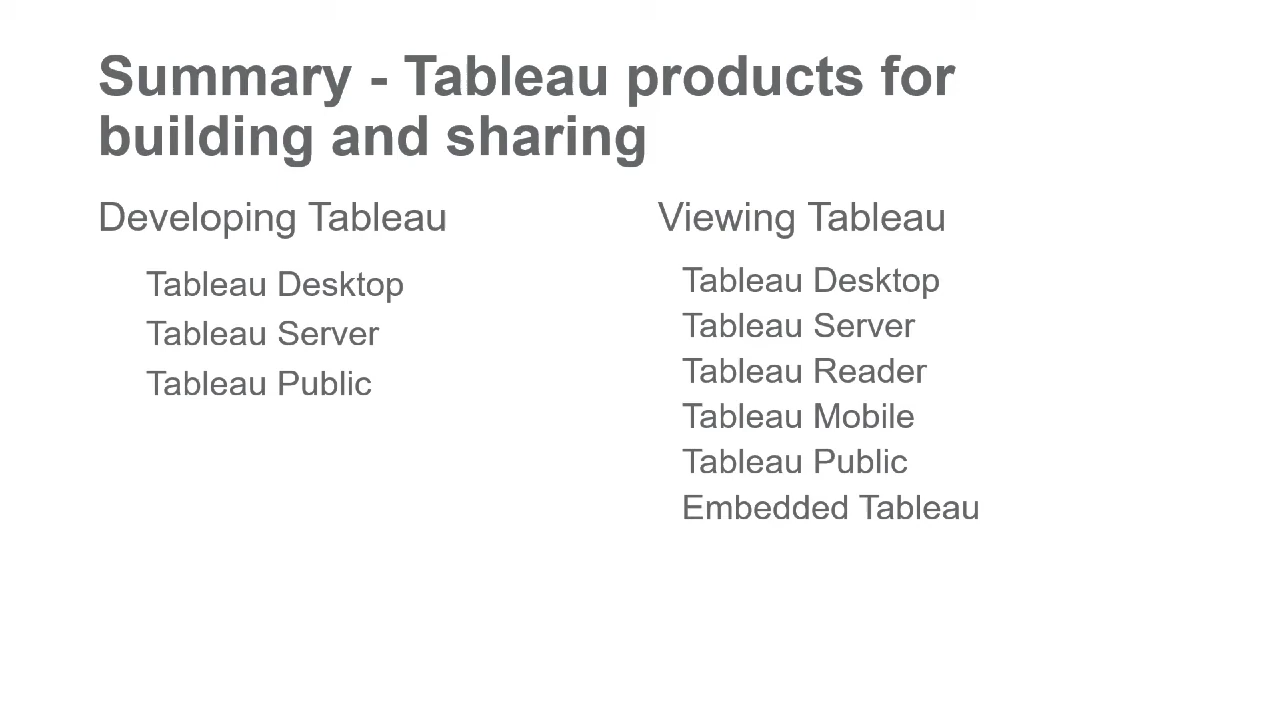 Summary - Tableau products for
building and sharing
Developing Tableau
Tableau Desktop
Tableau Server
Tableau Public
Viewing Tableau
Tableau Desktop
Tableau Server
Tableau Reader
Tableau Mobile
Tableau Public
Embedded Tableau